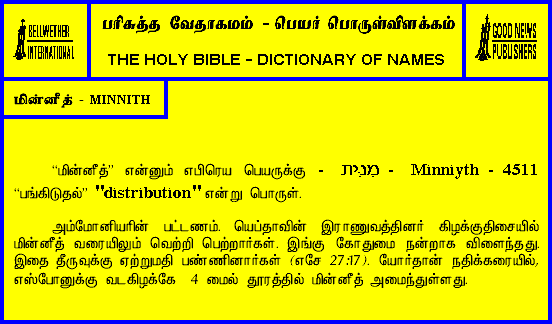 BELLWETHER
INTERNATIONAL
பரிசுத்த வேதாகமம் - பெயர் பொருள்விளக்கம்
THE HOLY BIBLE - DICTIONARY OF NAMES
GOOD NEWS
PUBLISHERS
மின்னீத் - MINNITH
“மின்னீத்” என்னும் எபிரெய பெயருக்கு - מנית - Minniyth - 4511
“பங்கிடுதல்” "distribution" என்று பொருள்.
அம்மோனியரின் பட்டணம். யெப்தாவின் இராணுவத்தினர் கிழக்குதிசையில்
மின்னீத் வரையிலும் வெற்றி பெற்றார்கள். இங்கு கோதுமை நன்றாக விளைந்தது.
இதை தீருவுக்கு ஏற்றுமதி பண்ணினார்கள் (எசே 27:17). யோர்தான் நதிக்கரையில்,
எஸ்போனுக்கு வடகிழக்கே 4 மைல் தூரத்தில் மின்னீத் அமைந்துள்ளது.